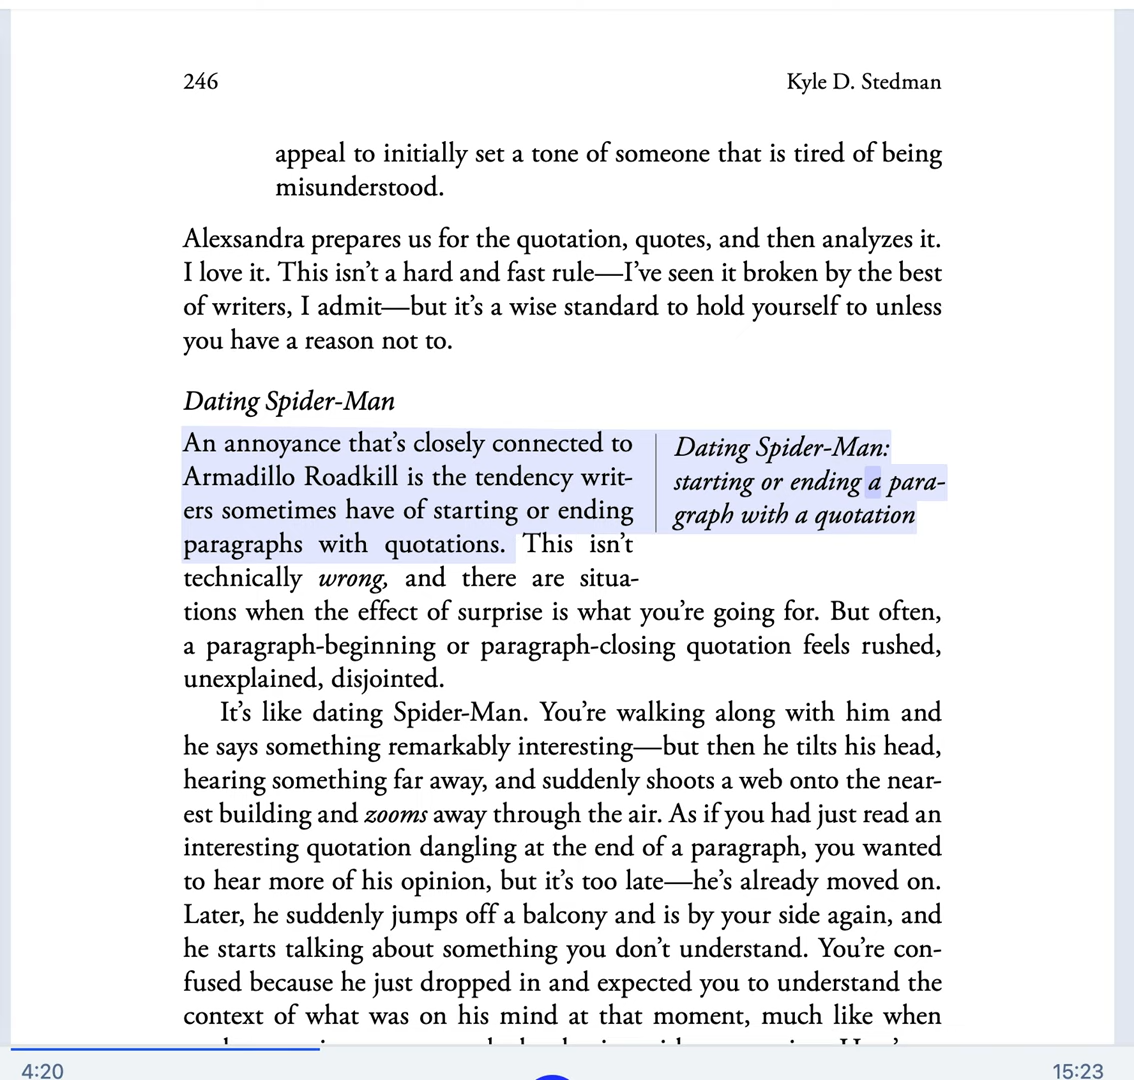 246
Kyle D. Stedman
appeal to initially set a tone of someone that is tired of being
misunderstood.
Alexsandra prepares us for the quotation, quotes, and then analyzes it.
I love it. This isn't a hard and fast rule—I've seen it broken by the best
of writers, I admit—but it's a wise standard to hold yourself to unless
you have a reason not to.
Dating Spider-Man
An annoyance that's closely connected to
Armadillo Roadkill is the tendency writ-
ers sometimes have of starting or ending
paragraphs with quotations. This isn't
technically wrong, and there are situa-
Dating Spider-Man:
starting or ending a para-
graph with a quotation
tions when the effect of surprise is what you're going for. But often,
a paragraph-beginning or paragraph-closing quotation feels rushed,
unexplained, disjointed.
It's like dating Spider-Man. You're walking along with him and
he says something remarkably interesting—but then he tilts his head,
hearing something far away, and suddenly shoots a web onto the near-
est building and zooms away through the air. As if you had just read an
interesting quotation dangling at the end of a paragraph, you wanted
to hear more of his opinion, but it's too late—he's already moved on.
Later, he suddenly jumps off a balcony and is by your side again, and
he starts talking about something you don't understand. You're con-
fused because he just dropped in and expected you to understand the
context of what was on his mind at that moment, much like when
4:20
15:23